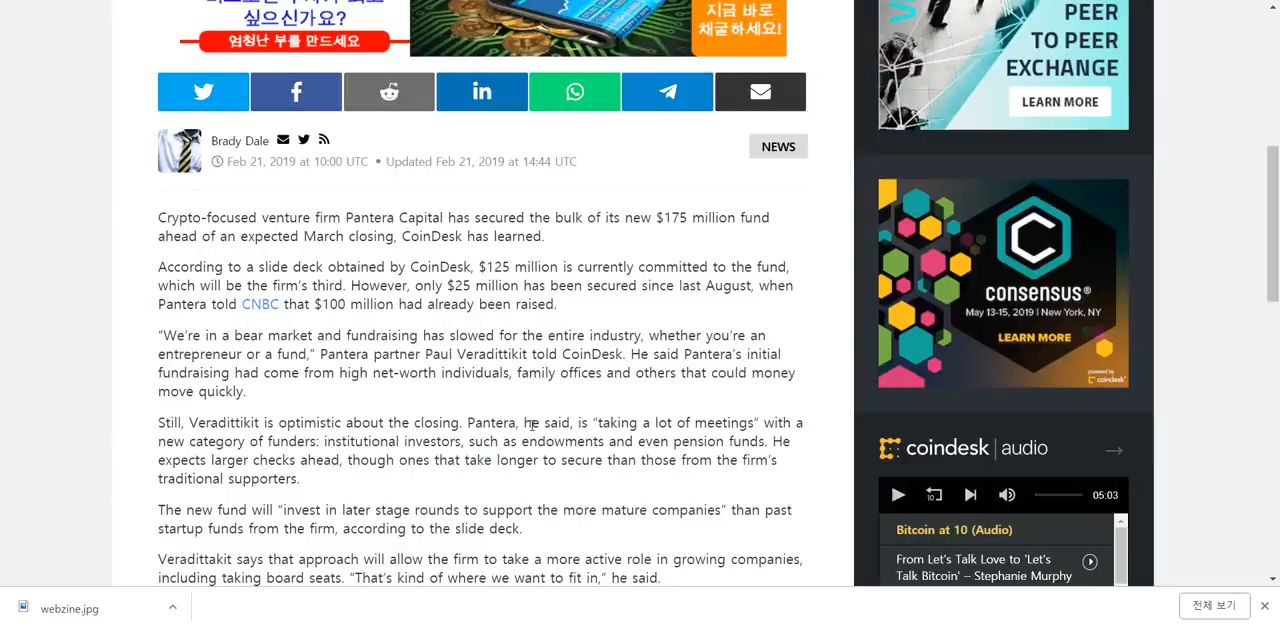 싶으신가요?
엄청난 부를 만드세요
지금 바로
채굴하세요!
Brady Dale
Feb 21, 2019 at 10:00 UTC • Updated Feb 21, 2019 at 14:44 UTC
NEWS
Crypto-focused venture firm Pantera Capital has secured the bulk of its new $175 million fund
ahead of an expected March closing, CoinDesk has learned.
According to a slide deck obtained by CoinDesk, $125 million is currently committed to the fund,
which will be the firm's third. However, only $25 million has been secured since last August, when
Pantera told CNBC that $100 million had already been raised.
“We're in a bear market and fundraising has slowed for the entire industry, whether you're an
entrepreneur or a fund,” Pantera partner Paul Veradittikit told CoinDesk. He said Pantera's initial
fundraising had come from high net-worth individuals, family offices and others that could money
move quickly.
Still, Veradittikit is optimistic about the closing. Pantera, he said, is “taking a lot of meetings” with a
new category of funders: institutional investors, such as endowments and even pension funds. He
expects larger checks ahead, though ones that take longer to secure than those from the firm's
traditional supporters.
The new fund will “invest in later stage rounds to support the more mature companies” than past
startup funds from the firm, according to the slide deck.
Veradittakit says that approach will allow the firm to take a more active role in growing companies,
including taking board seats. “That's kind of where we want to fit in,” he said.
PEER
TO PEER
EXCHANGE
LEARN MORE
CONSENSUS®
May 13-15, 2019 | New York, NY
LEARN MORE
powered by
coindesk
coindesk | audio
10
05:03
Bitcoin at 10 (Audio)
From Let's Talk Love to 'Let's
Talk Bitcoin' – Stephanie Murphy
webzine.jpg
전체 보기